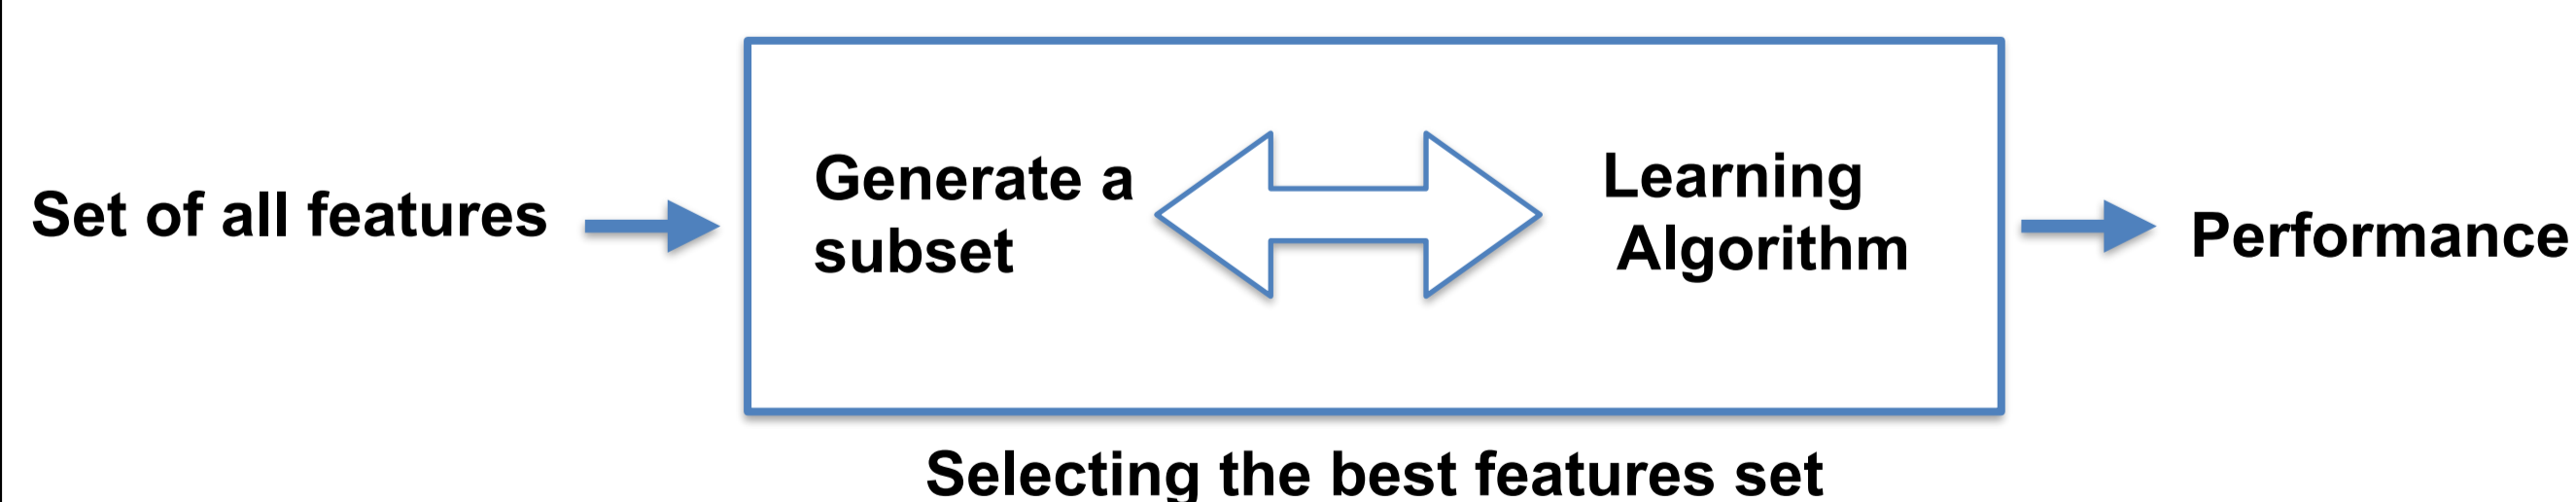 Set of all features
Generate a
subset
Learning
Algorithm
Performance
Selecting the best features set